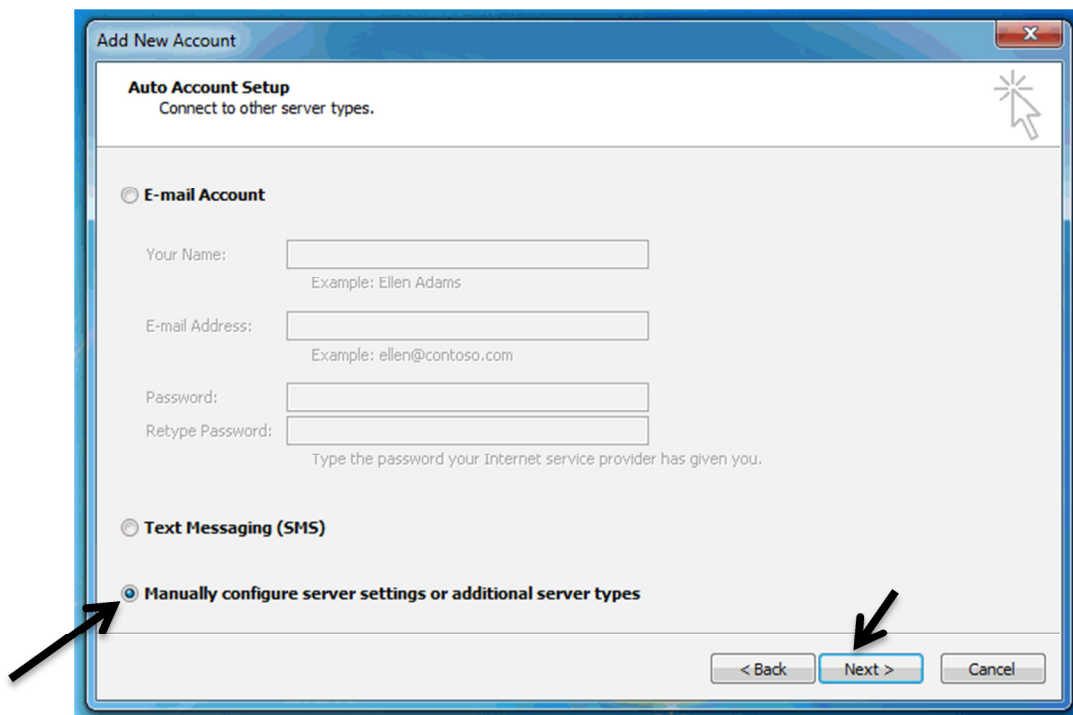 Add New Account
Auto Account Setup
Connect to other server types.
E-mail Account
Your Name:
Example: Ellen Adams
E-mail Address:
Example: ellen@contoso.com
Password:
Retype Password:
Type the password your Internet service provider has given you.
Text Messaging (SMS)
Manually configure server settings or additional server types
< Back Next > Cancel